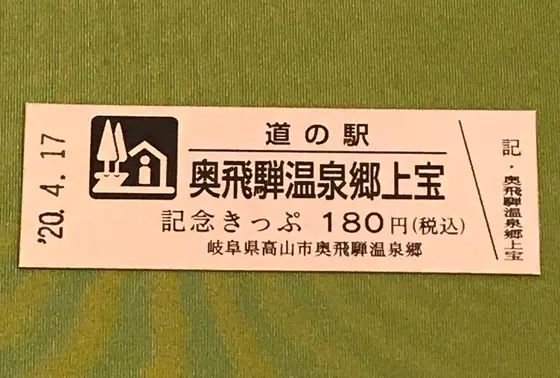 '20.4.17
道の駅
奥飛騨温泉郷上宝
記念きっぷ 180円(税込)
岐阜県高山市奥飛騨温泉郷
記・奥飛騨温泉郷上宝